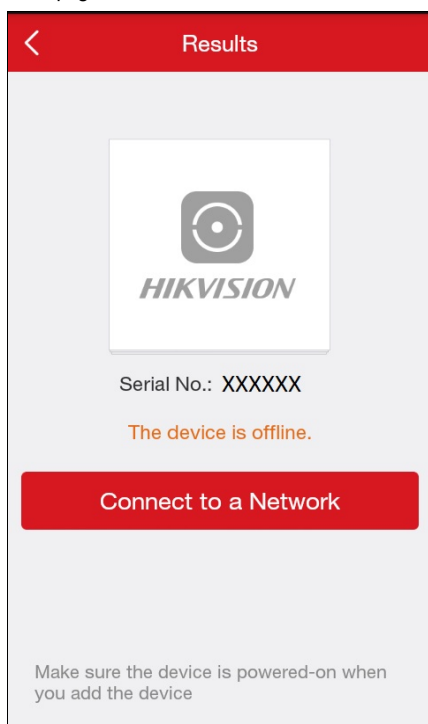 Results
HIKVISION
Serial No.: XXXXXX
The device is offline.
Connect to a Network
Make sure the device is powered-on when
you add the device